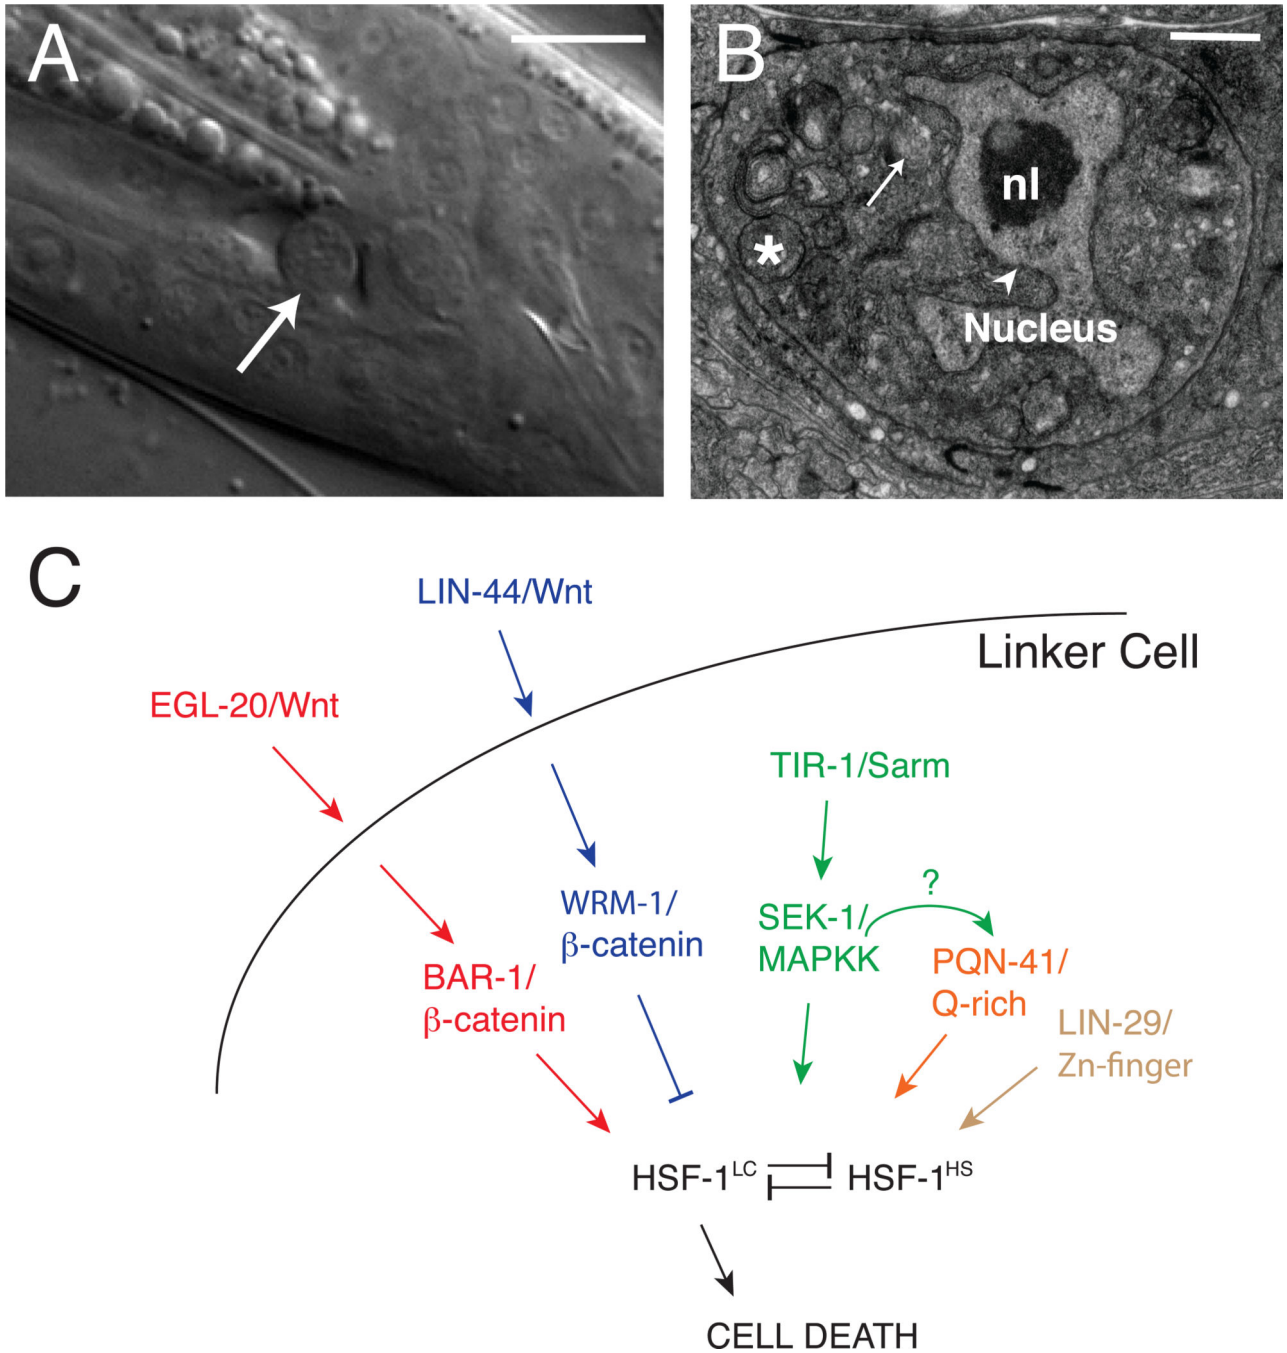 A
B
nl
*
Nucleus
C
LIN-44/Wnt
Linker Cell
EGL-20/Wnt
TIR-1/Sarm
?
WRM-1/
β-catenin
SEK-1/
MAPKK
BAR-1/
β-catenin
PQN-41/
Q-rich
LIN-29/
Zn-finger
HSF-1LC
HSF-1HS
CELL DEATH